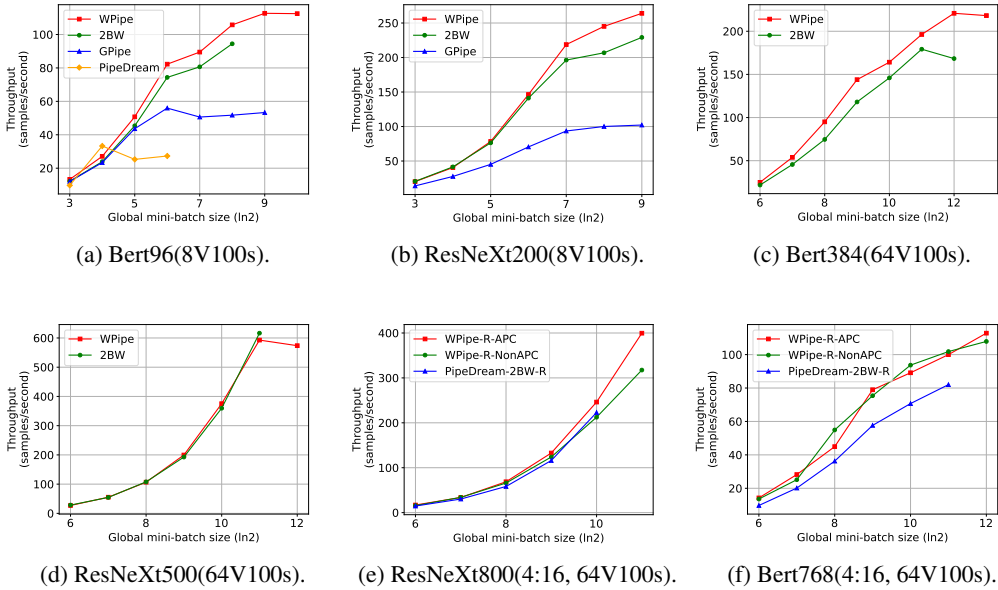 WPipe
2BW
GPipe
PipeDream
100
80
60
40
20
3
5
7
9
Throughput
(samples/second)
Global mini-batch size (ln2)
(a) Bert96(8V100s).
WPipe
2BW
GPipe
250
200
150
100
50
3
5
7
9
Throughput
(samples/second)
Global mini-batch size (ln2)
(b) ResNeXt200(8V100s).
WPipe
2BW
200
150
100
50
6
8
10
12
Throughput
(samples/second)
Global mini-batch size (ln2)
(c) Bert384(64V100s).
WPipe
2BW
600
500
400
300
200
100
0
6
8
10
12
Throughput
(samples/second)
Global mini-batch size (ln2)
(d) ResNeXt500(64V100s).
WPipe-R-APC
WPipe-R-NonAPC
PipeDream-2BW-R
400
300
200
100
0
6
8
10
Throughput
(samples/second)
Global mini-batch size (ln2)
(e) ResNeXt800(4:16, 64V100s).
WPipe-R-APC
WPipe-R-NonAPC
PipeDream-2BW-R
100
80
60
40
20
6
8
10
12
Throughput
(samples/second)
Global mini-batch size (ln2)
(f) Bert768(4:16, 64V100s).